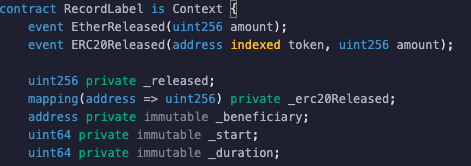 contract RecordLabel is Context {
    event EtherReleased(uint256 amount);
    event ERC20Released(address indexed token, uint256 amount);

    uint256 private _released;
    mapping(address => uint256) private _erc20Released;
    address private immutable _beneficiary;
    uint64 private immutable _start;
    uint64 private immutable _duration;